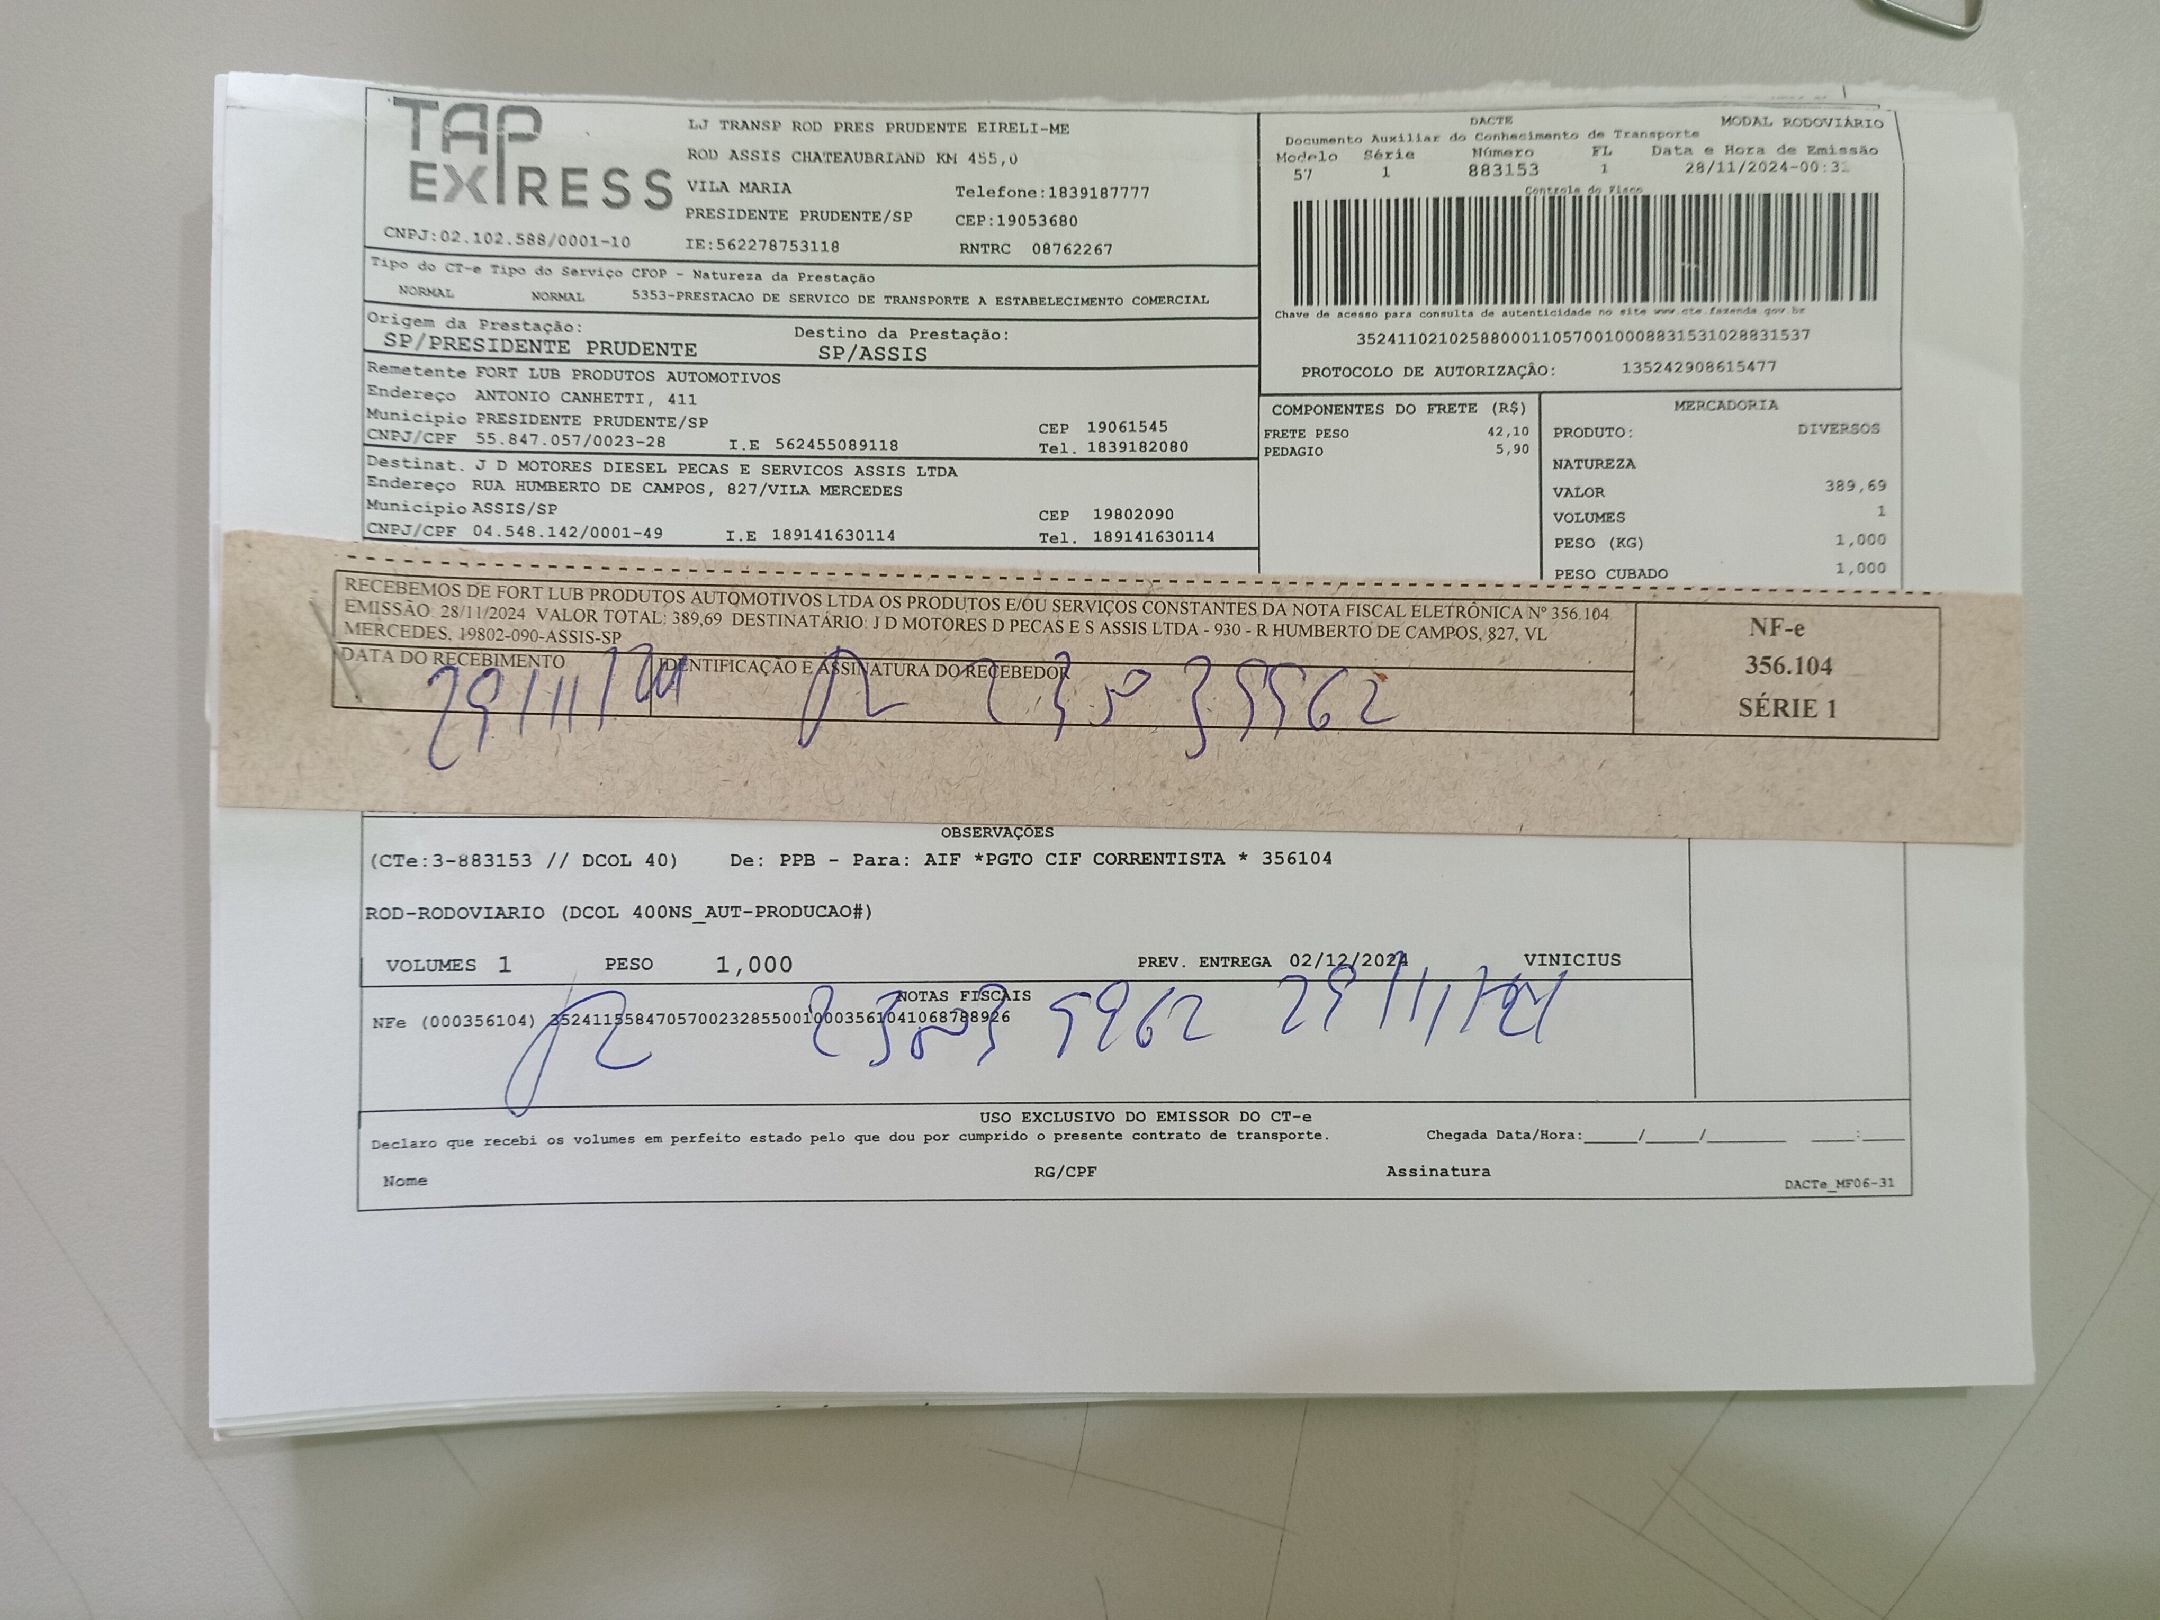 TAP
EXPRESS
LJ TRANSP ROD PRES PRUDENTE EIRELI-ME
ROD ASSIS CHATEAUBRIAND KM 455,0
VILA MARIA Telefone:1839187777
PRESIDENTE PRUDENTE/SP CEP:19053680
CNPJ:02.102.588/0001-10 IE:562278753118 RNTRC 08762267
DACTE MODAL RODOVIÁRIO
Documento Auxiliar do Conhecimento de Transporte
Modelo Série Número FL Data e Hora de Emissão
57 1 883153 1 28/11/2024-00:3
Controle do Fisco
Chave de acesso para consulta de autenticidade no site www.cte.fazenda.gov.br
35241102102588000110570010008831531028831537
PROTOCOLO DE AUTORIZAÇÃO: 135242908615477
Tipo do CT-e Tipo do Serviço CFOP - Natureza da Prestação
NORMAL NORMAL 5353-PRESTACAO DE SERVICO DE TRANSPORTE A ESTABELECIMENTO COMERCIAL
Origem da Prestação: Destino da Prestação:
SP/PRESIDENTE PRUDENTE SP/ASSIS
Remetente FORT LUB PRODUTOS AUTOMOTIVOS
Endereço ANTONIO CANHETTI, 411
Municipio PRESIDENTE PRUDENTE/SP CEP 19061545
CNPJ/CPF 55.847.057/0023-28 I.E 562455089118 Tel. 1839182080
Destinat. J D MOTORES DIESEL PECAS E SERVICOS ASSIS LTDA
Endereço RUA HUMBERTO DE CAMPOS, 827/VILA MERCEDES
Municipio ASSIS/SP CEP 19802090
CNPJ/CPF 04.548.142/0001-49 I.E 189141630114 Tel. 189141630114
COMPONENTES DO FRETE (R$)
FRETE PESO 42,10
PEDAGIO 5,90
MERCADORIA
PRODUTO: DIVERSOS
NATUREZA
VALOR 389,69
VOLUMES 1
PESO (KG) 1,000
PESO CUBADO 1,000
RECEBEMOS DE FORT LUB PRODUTOS AUTOMOTIVOS LTDA OS PRODUTOS E/OU SERVIÇOS CONSTANTES DA NOTA FISCAL ELETRÔNICA Nº 356.104
EMISSÃO: 28/11/2024 VALOR TOTAL: 389,69 DESTINATÁRIO: J D MOTORES D PECAS E S ASSIS LTDA - 930 - R HUMBERTO DE CAMPOS, 827, VL
MERCEDES, 19802-090-ASSIS-SP
DATA DO RECEBIMENTO IDENTIFICAÇÃO E ASSINATURA DO RECEBEDOR
29/11/24
NF-e
356.104
SÉRIE 1
OBSERVAÇÕES
(CTe:3-883153 // DCOL 40) De: PPB - Para: AIF *PGTO CIF CORRENTISTA * 356104
ROD-RODOVIARIO (DCOL 400NS_AUT-PRODUCAO#)
VOLUMES 1 PESO 1,000 PREV. ENTREGA 02/12/2024 VINICIUS
NOTAS FISCAIS
NFe (000356104) 35241155847057002328550010003561041068788926
29/11/24
USO EXCLUSIVO DO EMISSOR DO CT-e
Declaro que recebi os volumes em perfeito estado pelo que dou por cumprido o presente contrato de transporte. Chegada Data/Hora:_____/_____/________ ____:____
Nome RG/CPF Assinatura
DACTe_MF06-31